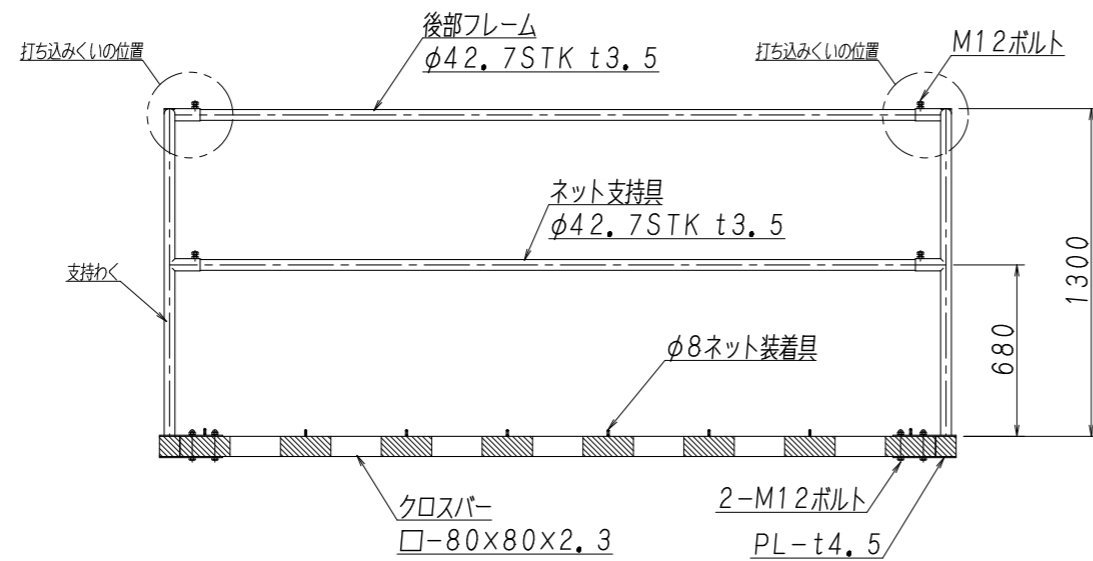 後部フレーム
φ42.7STK t3.5
打ち込みくいの位置
打ち込みくいの位置
M12ボルト
ネット支持具
φ42.7STK t3.5
支持わく
1300
680
φ8ネット装着具
クロスバー
□-80×80×2.3
2-M12ボルト
PL-t4.5